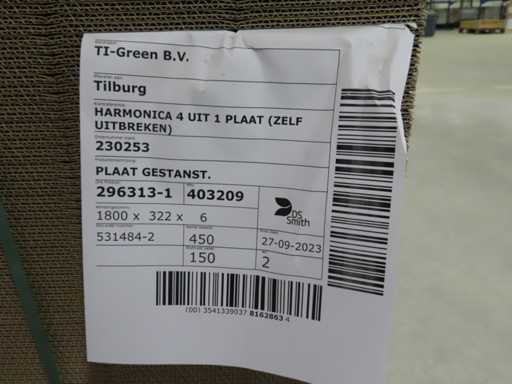 TI-Green B.V.
Tilburg
HARMONICA 4 UIT 1 PLAAT (ZELF
UITBREKEN)
230253
PLAAT GESTANST.
296313-1 403209
1800 x 322 x 6
DS
Smith
531484-2 450 27-09-2023
150 2
(00) 3541339037 8162863 4